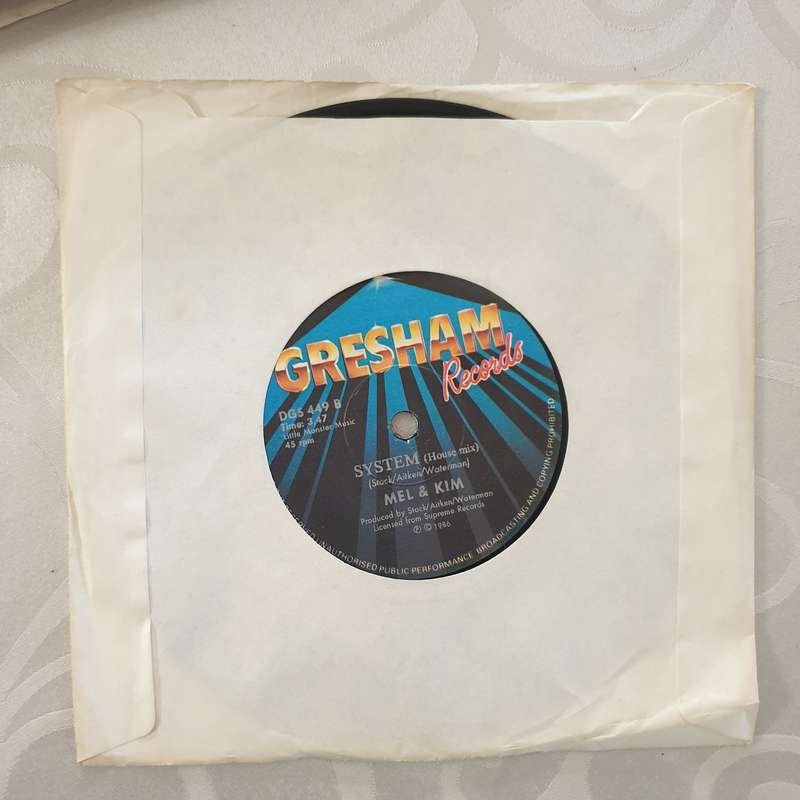 GRESHAM
Records
DGS 449 B
Time: 3,47
Little Monster Music
45 rpm
SYSTEM (House mix)
(Stock/Aitken/Waterman)
MEL & KIM
Produced by Stock/Aitken/Waterman
Licensed from Supreme Records
℗ © 1986
UNAUTHORISED PUBLIC PERFORMANCE BROADCASTING AND COPYING PROHIBITED